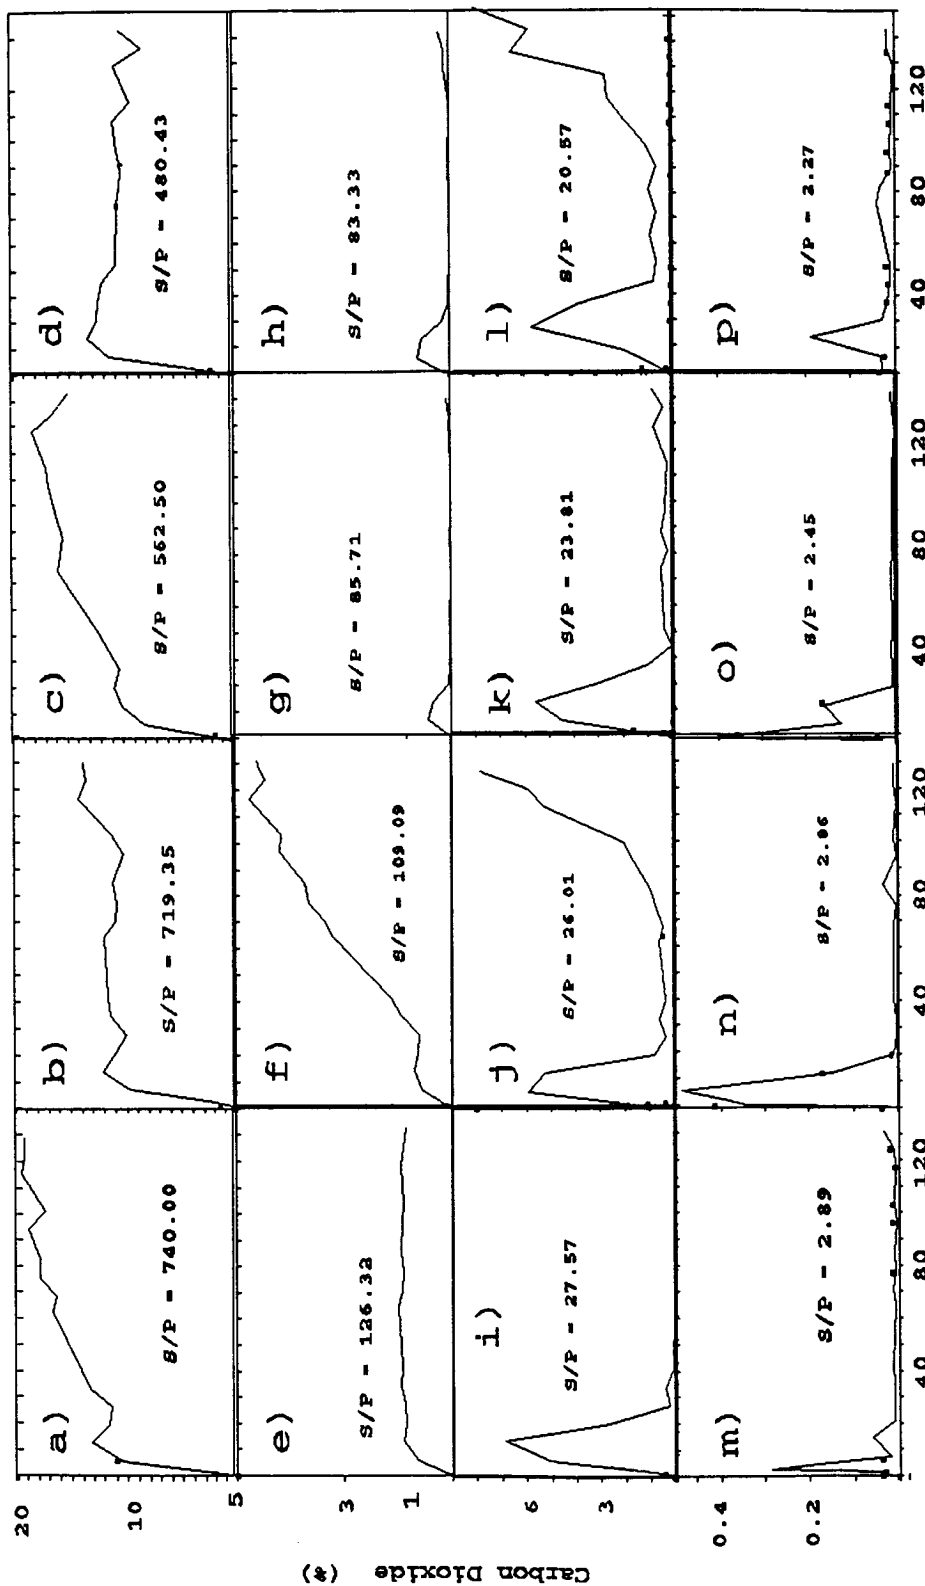 Carbon Dioxide (%)
20
10
5
a)
S/P = 740.00
b)
S/P = 719.35
c)
S/P = 562.50
d)
S/P = 480.43
3
1
e)
S/P = 126.32
f)
S/P = 109.09
g)
S/P = 85.71
h)
S/P = 83.33
6
3
i)
S/P = 27.57
j)
S/P = 26.01
k)
S/P = 23.81
l)
S/P = 20.57
0.4
0.2
m)
S/P = 2.89
n)
S/P = 2.86
o)
S/P = 2.45
p)
S/P = 2.27
40 80 120 40 80 120 40 80 120 40 80 120